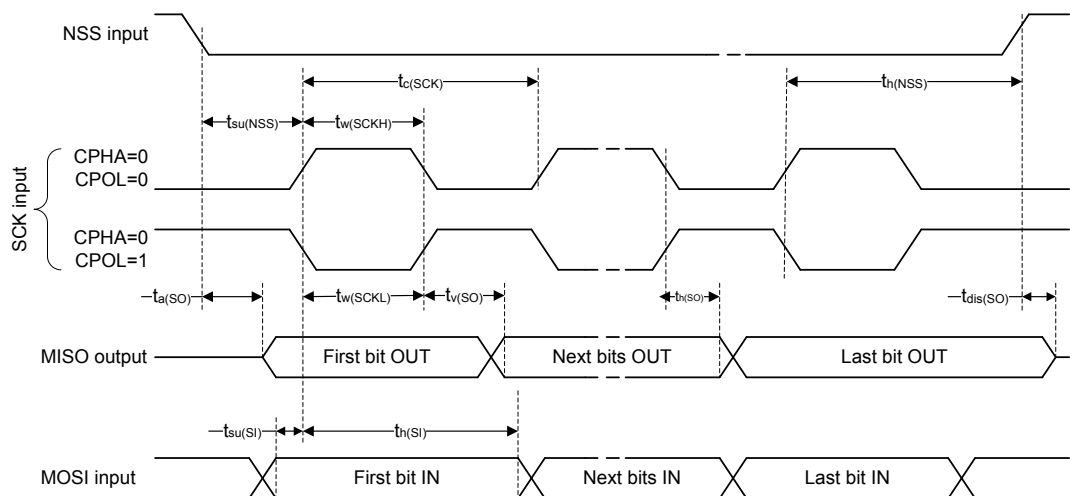 NSS input
tc(SCK)
th(NSS)
tsu(NSS)
tw(SCKH)
SCK input
CPHA=0
CPOL=0
CPHA=0
CPOL=1
ta(SO)
tw(SCKL)
tv(SO)
th(SO)
tdis(SO)
MISO output
First bit OUT
Next bits OUT
Last bit OUT
tsu(SI)
th(SI)
MOSI input
First bit IN
Next bits IN
Last bit IN